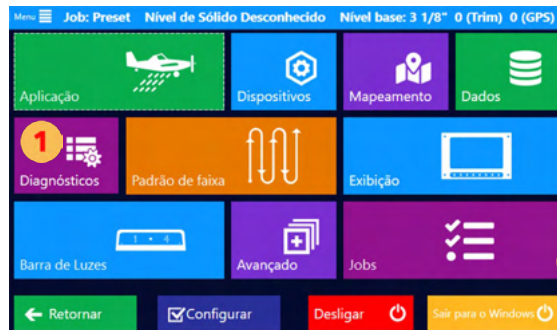 Menu Job: Preset Nível de Sólido Desconhecido Nível base: 3 1/8" 0 (Trim) 0 (GPS)
Aplicação Dispositivos Mapeamento Dados
1
Diagnósticos Padrão de faixa Exibição
1 • 4
Barra de Luzes Avançado Jobs
Retornar Configurar Desligar Sair para o Windows